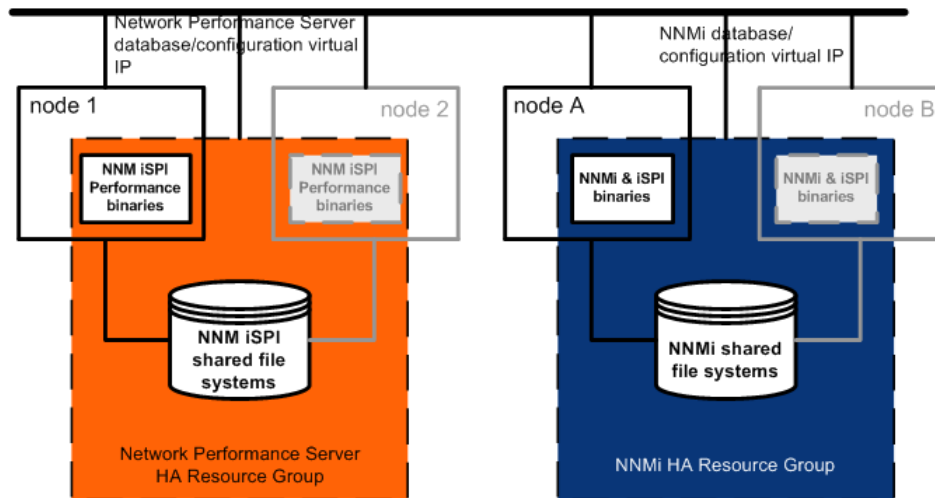 Network Performance Server
database/configuration virtual
IP
NNMi database/
configuration virtual IP
node 1
node 2
node A
node B
NNM iSPI
Performance
binaries
NNM iSPI
Performance
binaries
NNMi & iSPI
binaries
NNMi & iSPI
binaries
NNM iSPI
shared file
systems
NNMi shared
file systems
Network Performance Server
HA Resource Group
NNMi HA Resource Group